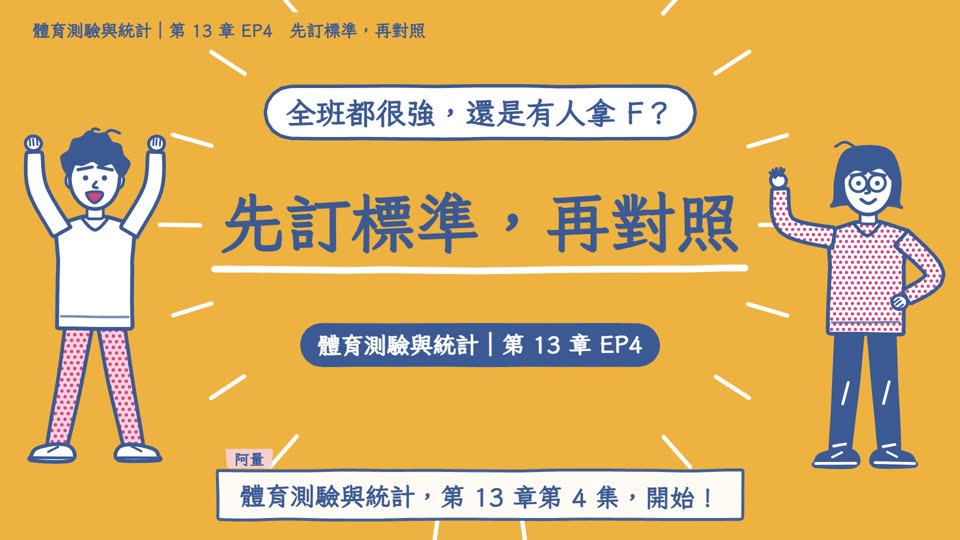 體育測驗與統計｜第 13 章 EP4　先訂標準，再對照
全班都很強，還是有人拿 F？
先訂標準，再對照
體育測驗與統計｜第 13 章 EP4
阿量
體育測驗與統計，第 13 章第 4 集，開始！